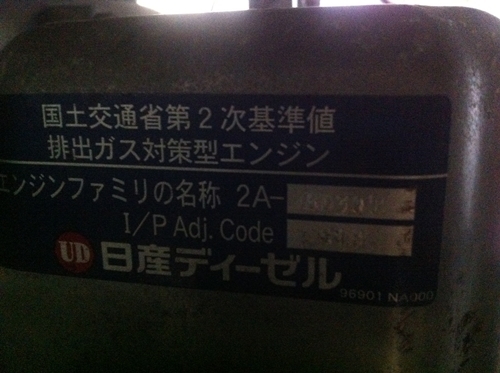 国土交通省第2次基準値
排出ガス対策型エンジン
エンジンファミリの名称 2A-
I/P Adj. Code
UD 日産ディーゼル
96901 NA000